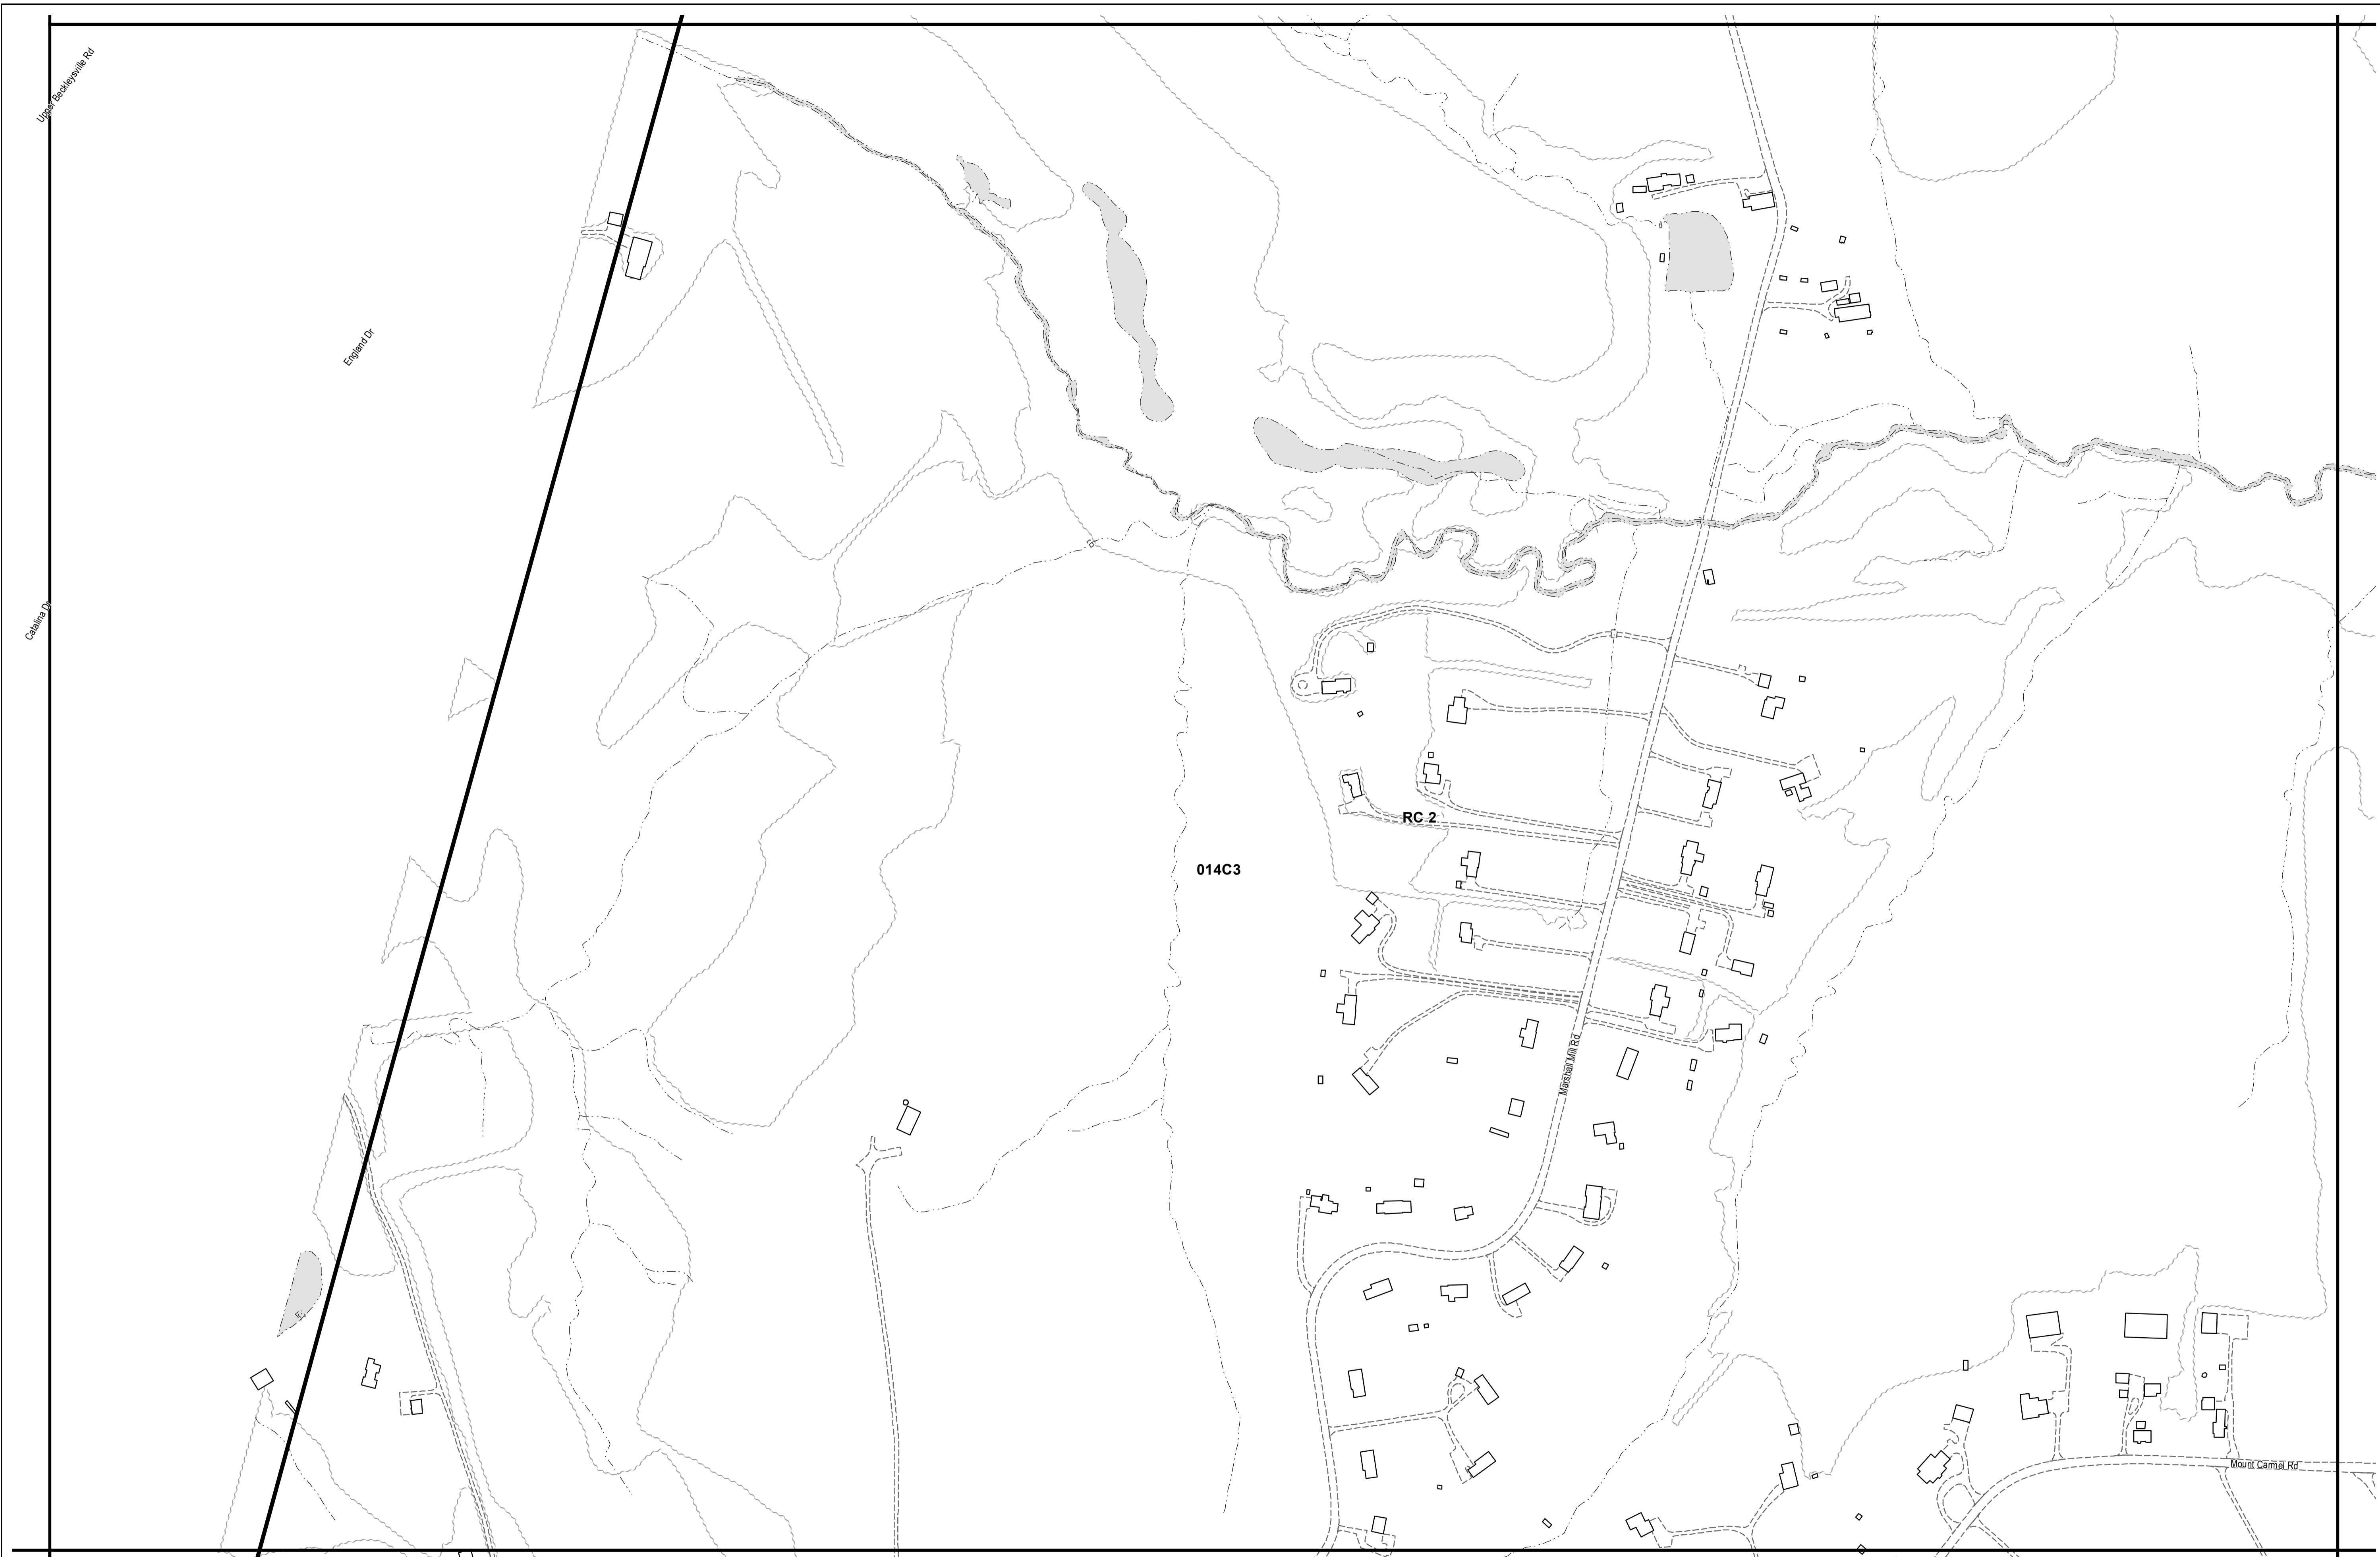 Upper Beckleysville Rd
England Dr
Catalina Dr
RC 2
014C3
Marshall Mill Rd
Mount Carmel Rd